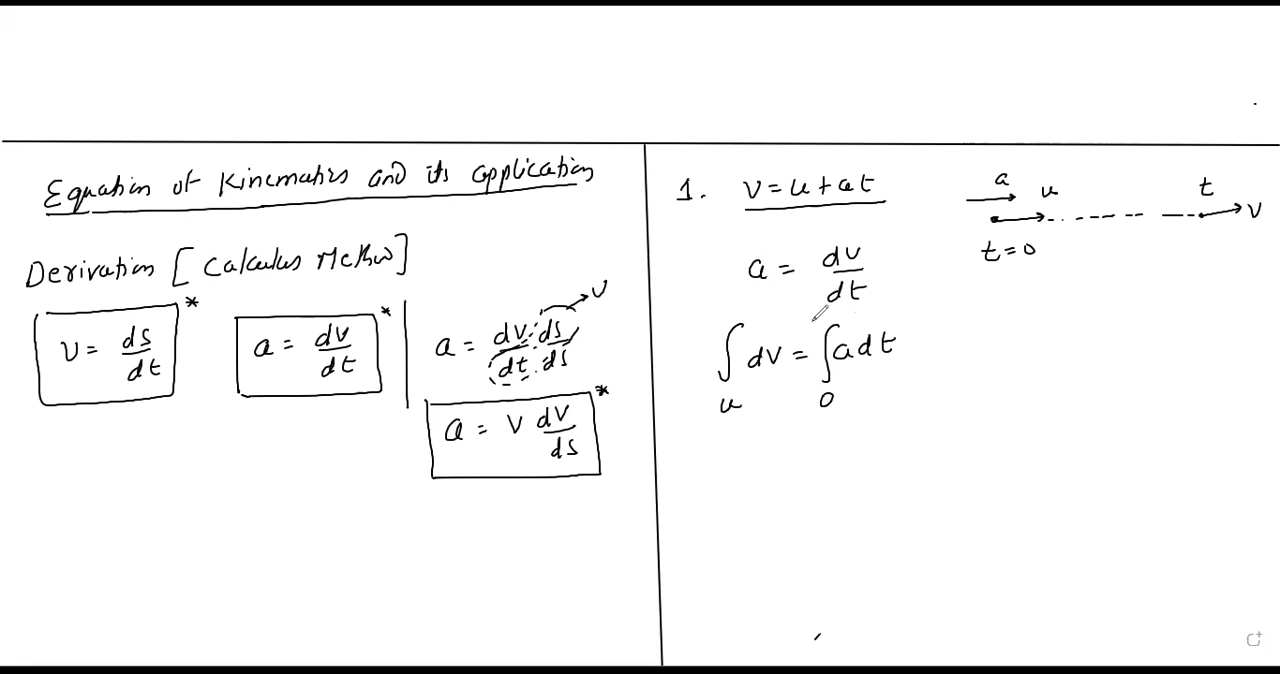 Equation of Kinematics and its application
Derivation [Calculus Method]
v = ds/dt *
a = dv/dt *
a = dv/dt · ds/ds → v
a = v dv/ds *
1. v = u + at
a u t v
t = 0
a = dv/dt
∫ dv = ∫ a dt
u 0